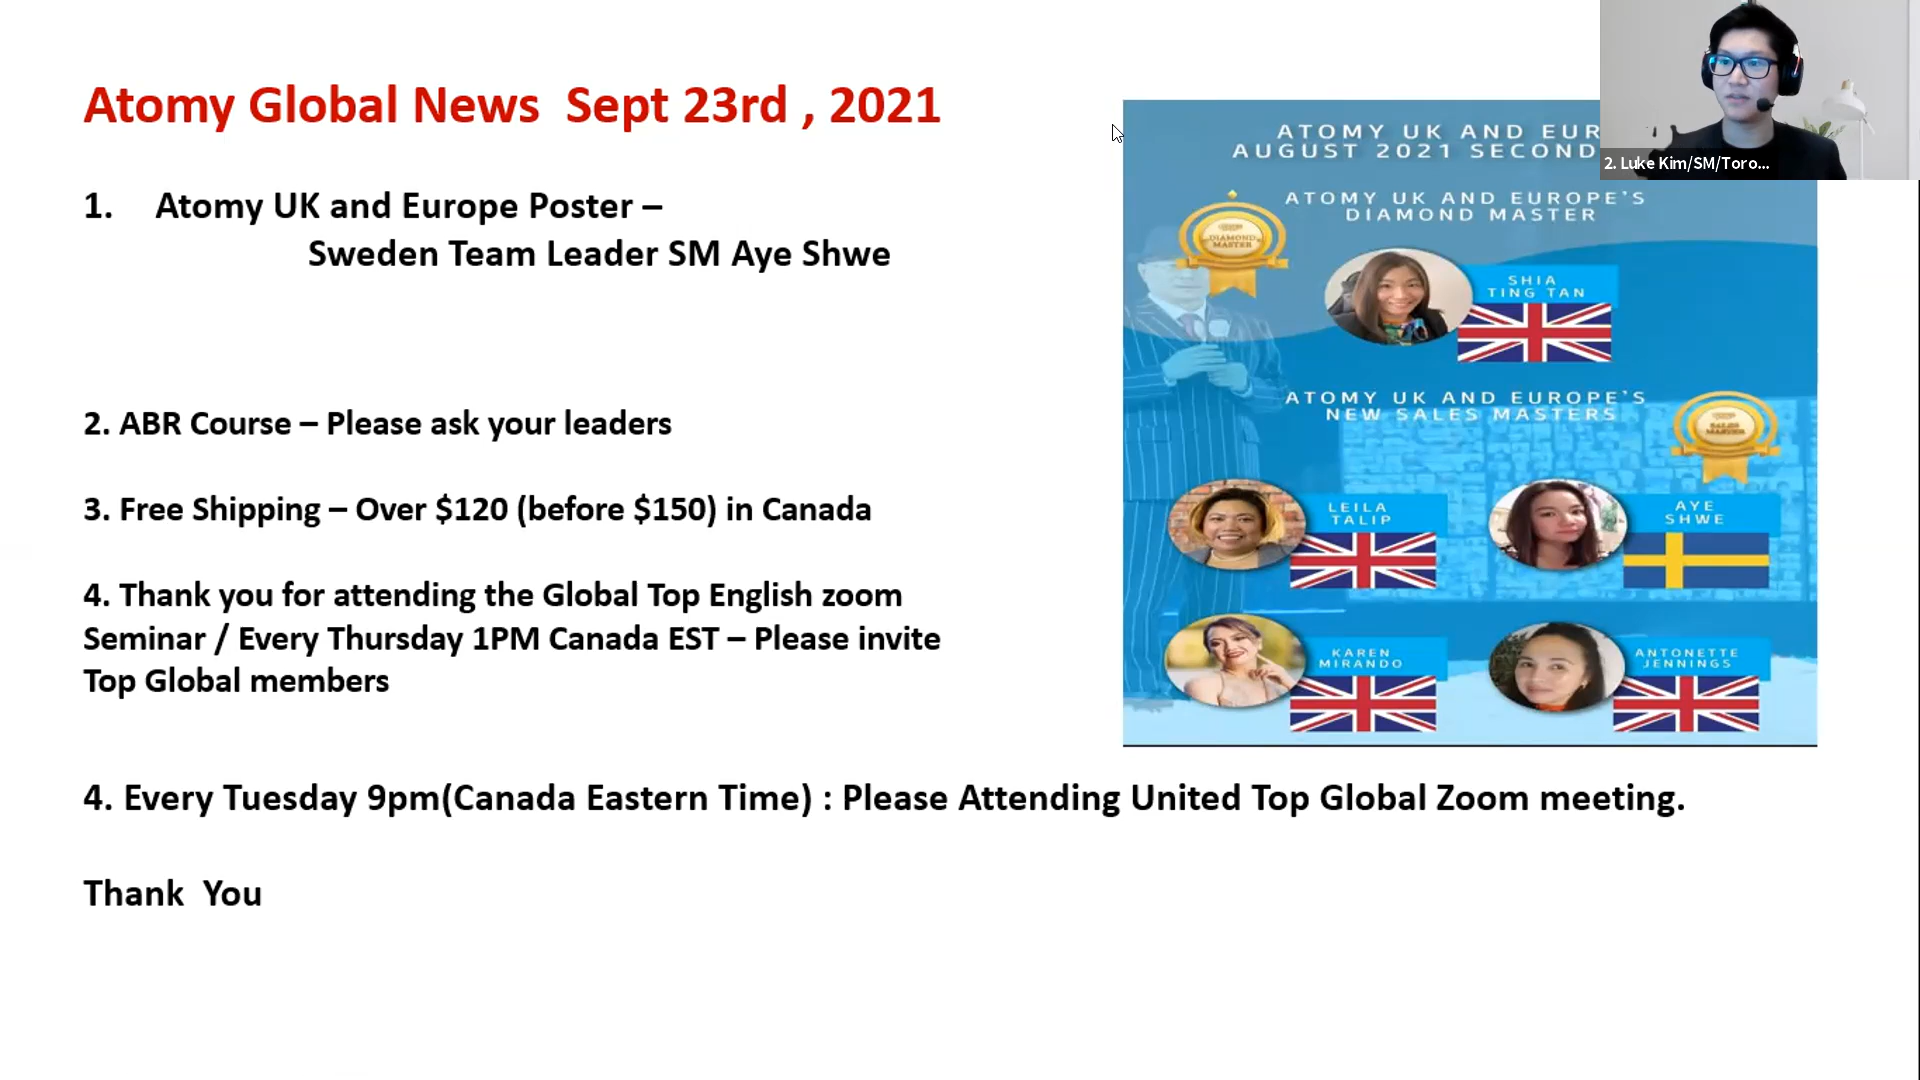 Atomy Global News  Sept 23rd , 2021
1.    Atomy UK and Europe Poster –
Sweden Team Leader SM Aye Shwe
2. ABR Course – Please ask your leaders
3. Free Shipping – Over $120 (before $150) in Canada
4. Thank you for attending the Global Top English zoom
Seminar / Every Thursday 1PM Canada EST – Please invite
Top Global members
4. Every Tuesday 9pm(Canada Eastern Time) : Please Attending United Top Global Zoom meeting.
Thank  You
ATOMY UK AND EUR
AUGUST 2021 SECOND
ATOMY UK AND EUROPE'S
DIAMOND MASTER
DIAMOND
MASTER
SHIA
TING TAN
ATOMY UK AND EUROPE'S
NEW SALES MASTERS
SALES
MASTER
LEILA
TALIP
AYE
SHWE
KAREN
MIRANDO
ANTONETTE
JENNINGS
2. Luke Kim/SM/Toro...